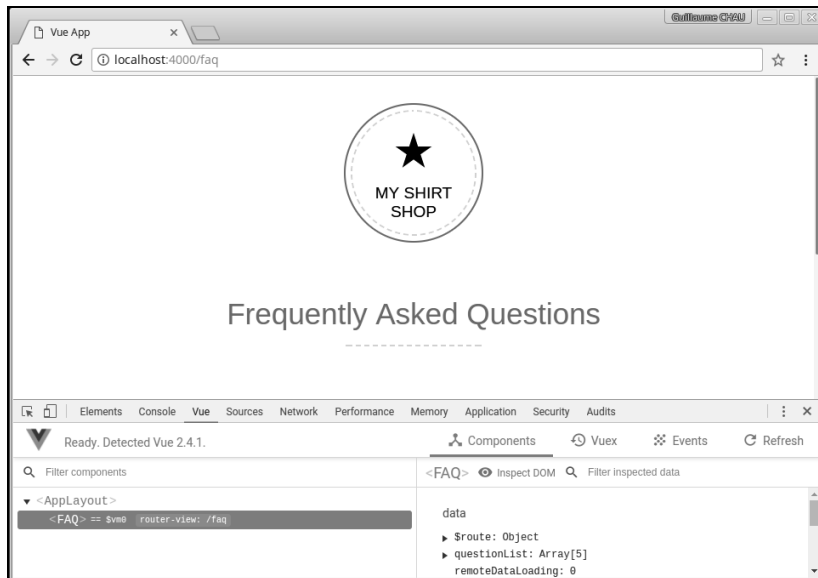 Guillaume CHAU
Vue App
localhost:4000/faq
MY SHIRT
SHOP
Frequently Asked Questions
Elements Console Vue Sources Network Performance Memory Application Security Audits
Ready. Detected Vue 2.4.1. Components Vuex Events Refresh
Filter components
<FAQ> Inspect DOM Filter inspected data
<AppLayout>
<FAQ> == $vm0 router-view: /faq
data
$route: Object
questionList: Array[5]
remoteDataLoading: 0